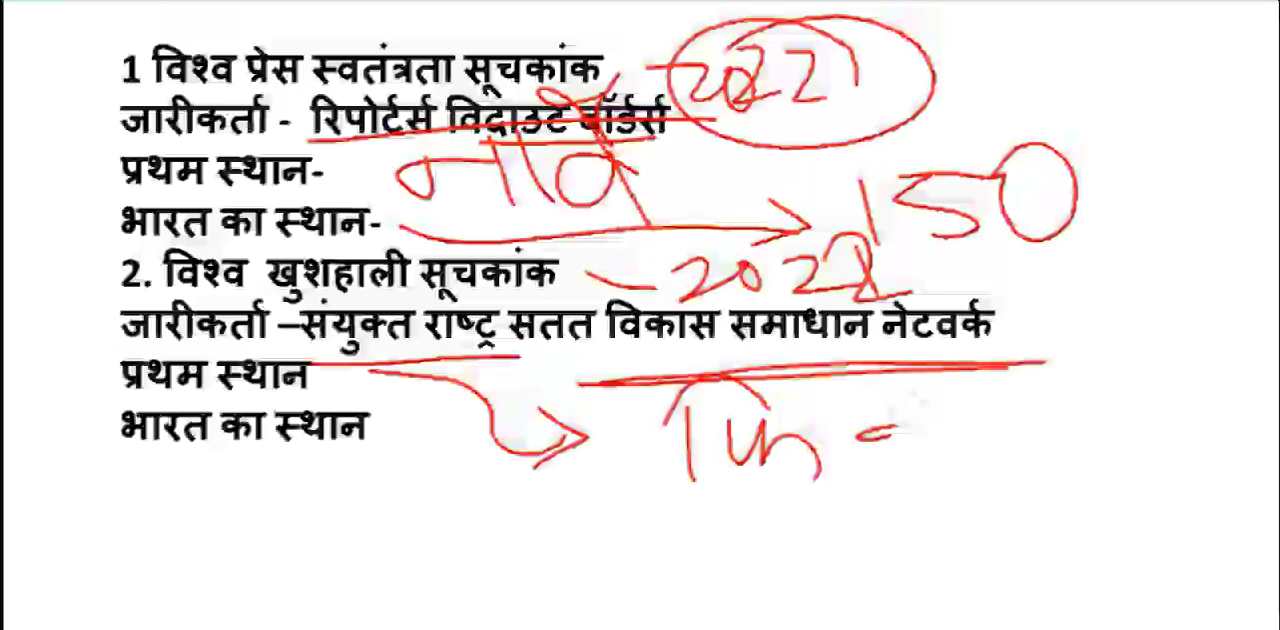 1 विश्व प्रेस स्वतंत्रता सूचकांक - 2022
जारीकर्ता - रिपोर्टर्स विदाउट बॉर्डर्स
प्रथम स्थान- नार्वे
भारत का स्थान- 150
2. विश्व खुशहाली सूचकांक - 2022
जारीकर्ता –संयुक्त राष्ट्र सतत विकास समाधान नेटवर्क
प्रथम स्थान
भारत का स्थान